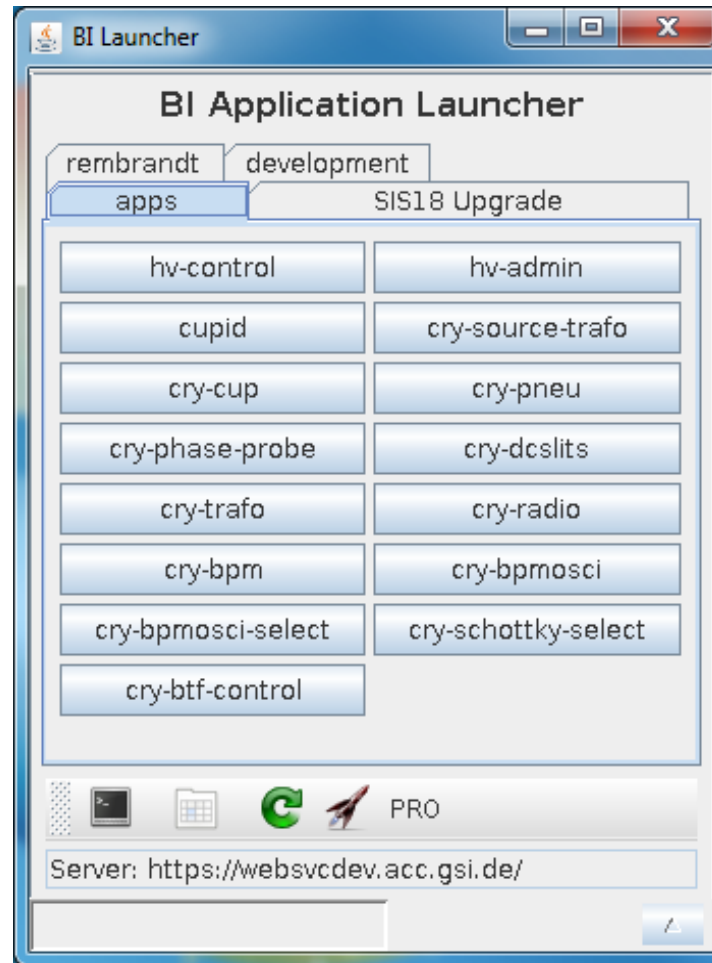 BI Launcher
BI Application Launcher
rembrandt development
apps SIS18 Upgrade
hv-control hv-admin
cupid cry-source-trafo
cry-cup cry-pneu
cry-phase-probe cry-dcslits
cry-trafo cry-radio
cry-bpm cry-bpmosci
cry-bpmosci-select cry-schottky-select
cry-btf-control
PRO
Server: https://websvcdev.acc.gsi.de/